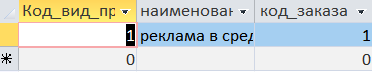 Код_вид_пр наименован код_заказа
1 реклама в сред 1
0 0